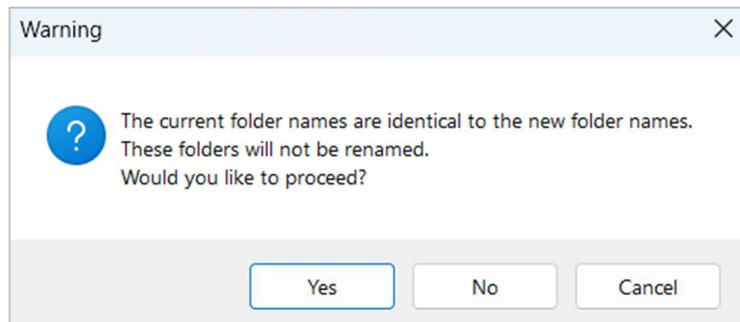 Warning
The current folder names are identical to the new folder names.
These folders will not be renamed.
Would you like to proceed?
Yes No Cancel